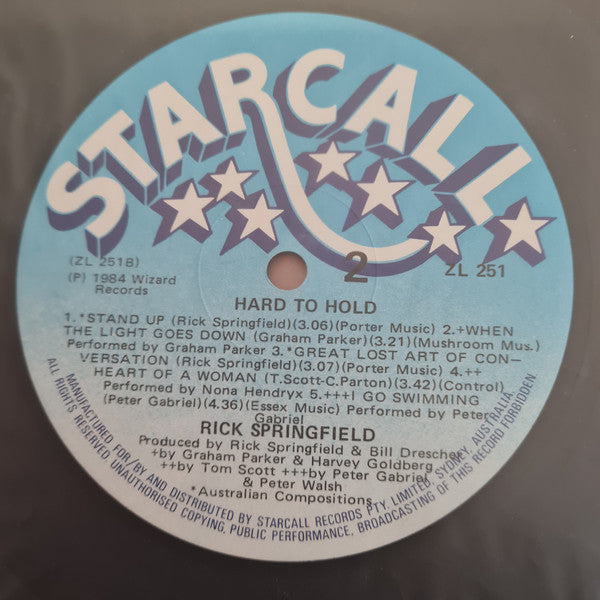 STARCALL
(ZL 251B)
(P) 1984 Wizard
Records
2
ZL 251
HARD TO HOLD
1.*STAND UP (Rick Springfield)(3.06)(Porter Music) 2.+WHEN
THE LIGHT GOES DOWN (Graham Parker)(3.21)(Mushroom Mus.)
Performed by Graham Parker 3.*GREAT LOST ART OF CON-
VERSATION (Rick Springfield)(3.07)(Porter Music) 4.++
HEART OF A WOMAN (T.Scott-C.Parton)(3.42)(Control)
Performed by Nona Hendryx 5.+++I GO SWIMMING
(Peter Gabriel)(4.36)(Essex Music) Performed by Peter
Gabriel
RICK SPRINGFIELD
Produced by Rick Springfield & Bill Drescher
+by Graham Parker & Harvey Goldberg
++by Tom Scott +++by Peter Gabriel
& Peter Walsh
*Australian Compositions
MANUFACTURED FOR/BY AND DISTRIBUTED BY STARCALL RECORDS PTY. LIMITED, SYDNEY, AUSTRALIA.
ALL RIGHTS RESERVED UNAUTHORISED COPYING, PUBLIC PERFORMANCE, BROADCASTING OF THIS RECORD FORBIDDEN.